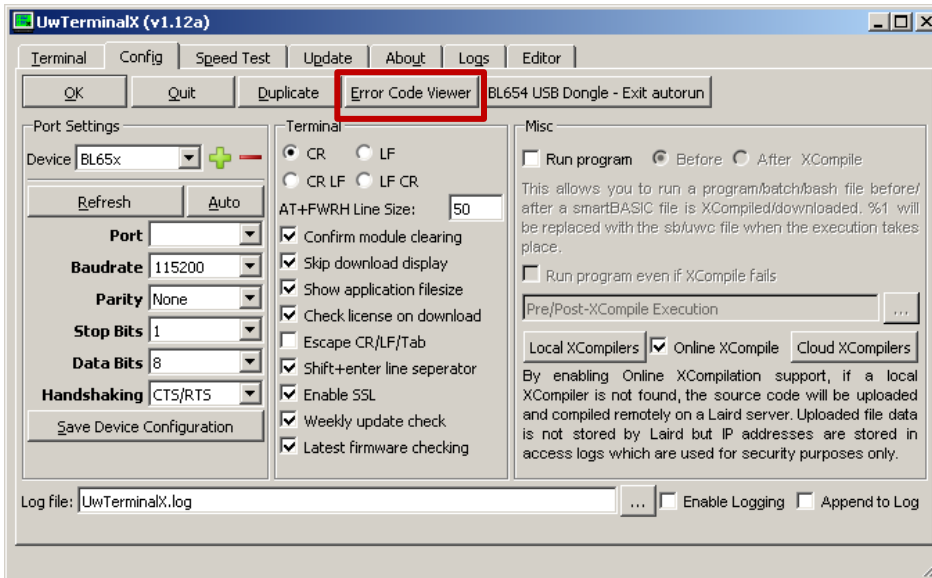 UwTerminalX (v1.12a)
Terminal Config Speed Test Update About Logs Editor
OK Quit Duplicate Error Code Viewer BL654 USB Dongle - Exit autorun
Port Settings
Device BL65x
Refresh Auto
Port
Baudrate 115200
Parity None
Stop Bits 1
Data Bits 8
Handshaking CTS/RTS
Save Device Configuration
Terminal
CR LF
CR LF LF CR
AT+FWRH Line Size: 50
Confirm module clearing
Skip download display
Show application filesize
Check license on download
Escape CR/LF/Tab
Shift+enter line seperator
Enable SSL
Weekly update check
Latest firmware checking
Misc
Run program Before After XCompile
This allows you to run a program/batch/bash file before/
after a smartBASIC file is XCompiled/downloaded. %1 will
be replaced with the sb/uwc file when the execution takes
place.
Run program even if XCompile fails
Pre/Post-XCompile Execution ...
Local XCompilers Online XCompile Cloud XCompilers
By enabling Online XCompilation support, if a local
XCompiler is not found, the source code will be uploaded
and compiled remotely on a Laird server. Uploaded file data
is not stored by Laird but IP addresses are stored in
access logs which are used for security purposes only.
Log file: UwTerminalX.log ... Enable Logging Append to Log